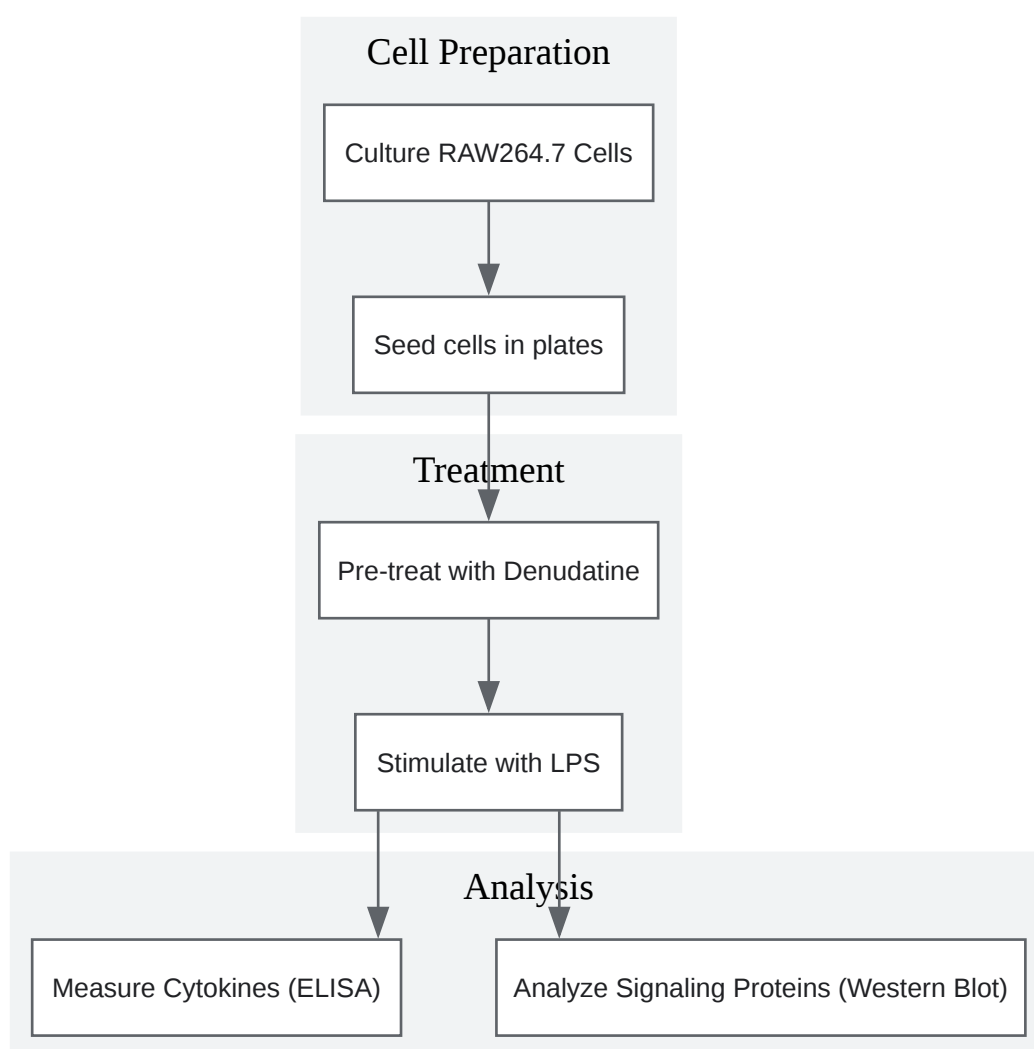 Cell Preparation
Culture RAW264.7 Cells
Seed cells in plates
Treatment
Pre-treat with Denudatine
Stimulate with LPS
Analysis
Measure Cytokines (ELISA)
Analyze Signaling Proteins (Western Blot)